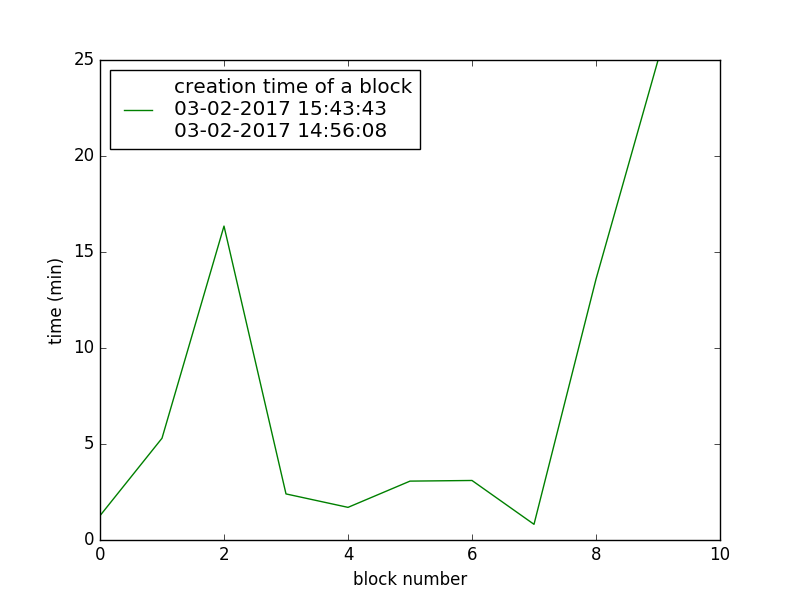 creation time of a block
03-02-2017 15:43:43
03-02-2017 14:56:08
25
20
15
10
5
0
time (min)
0 2 4 6 8 10
block number